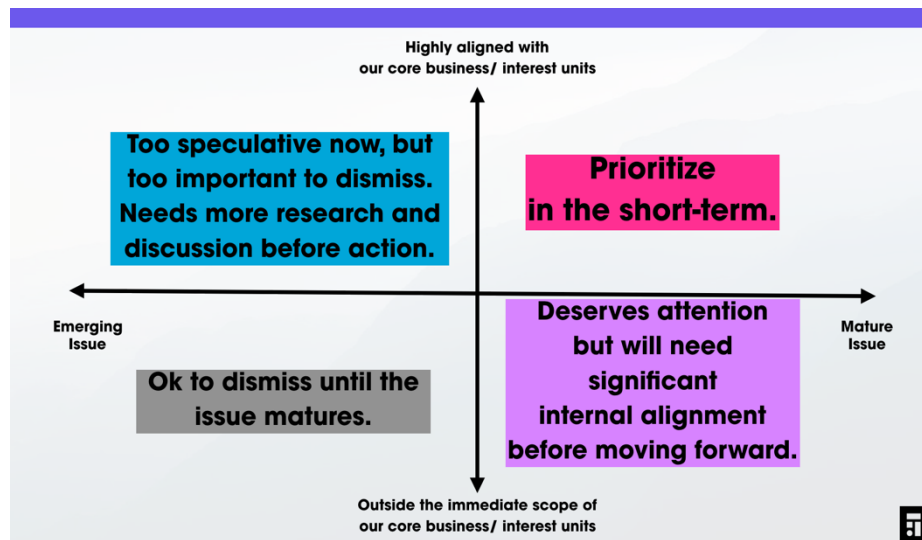 Highly aligned with
our core business/ interest units
Too speculative now, but
too important to dismiss.
Needs more research and
discussion before action.
Prioritize
in the short-term.
Emerging
Issue
Mature
Issue
Ok to dismiss until the
issue matures.
Deserves attention
but will need
significant
internal alignment
before moving forward.
Outside the immediate scope of
our core business/ interest units